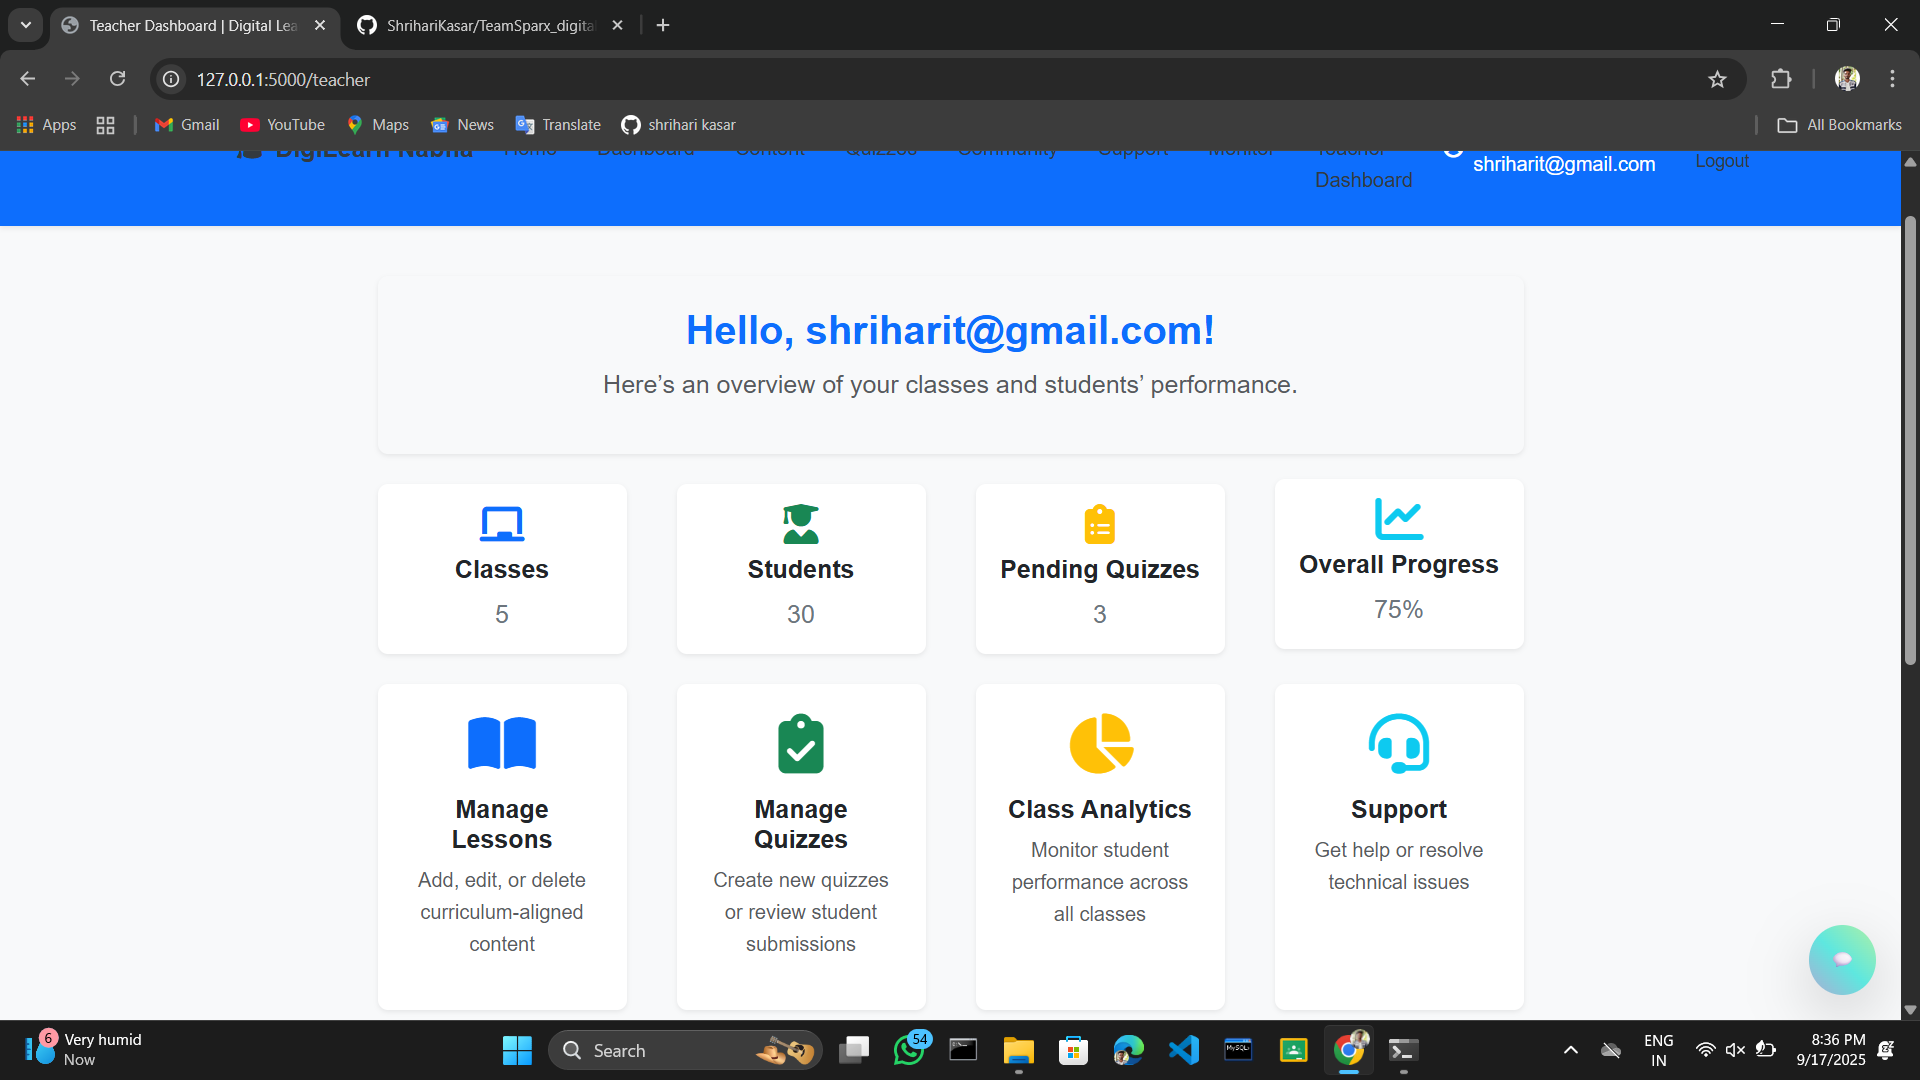 Teacher Dashboard | Digital Lea
ShrihariKasar/TeamSparx_digital
127.0.0.1:5000/teacher
Apps
Gmail
YouTube
Maps
News
Translate
shrihari kasar
All Bookmarks
DigiLearn Nabha
Home
Dashboard
Content
Quizzes
Community
Support
Monitor
Teacher
Dashboard
shriharit@gmail.com
Logout
Hello, shriharit@gmail.com!
Here’s an overview of your classes and students’ performance.
Classes
5
Students
30
Pending Quizzes
3
Overall Progress
75%
Manage
Lessons
Add, edit, or delete
curriculum-aligned
content
Manage
Quizzes
Create new quizzes
or review student
submissions
Class Analytics
Monitor student
performance across
all classes
Support
Get help or resolve
technical issues
6
Very humid
Now
Search
54
MySQL
ENG
IN
8:36 PM
9/17/2025